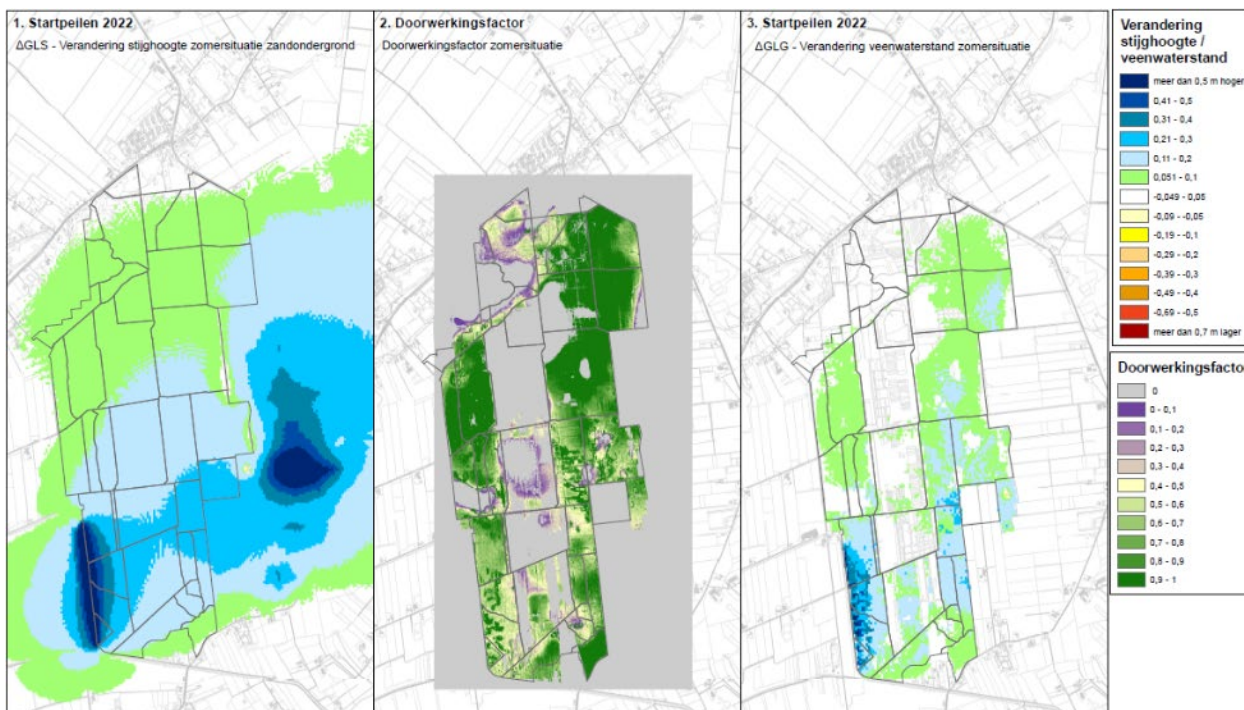 1. Startpeilen 2022
ΔGLS - Verandering stijghoogte zomersituatie zandondergrond
2. Doorwerkingsfactor
Doorwerkingsfactor zomersituatie
3. Startpeilen 2022
ΔGLG - Verandering veenwaterstand zomersituatie
Verandering
stijghoogte /
veenwaterstand
meer dan 0,5 m hoger
0,41 - 0,5
0,31 - 0,4
0,21 - 0,3
0,11 - 0,2
0,051 - 0,1
-0,049 - 0,05
-0,09 - -0,05
-0,19 - -0,1
-0,29 - -0,2
-0,39 - -0,3
-0,49 - -0,4
-0,69 - -0,5
meer dan 0,7 m lager
Doorwerkingsfacto
0
0 - 0,1
0,1 - 0,2
0,2 - 0,3
0,3 - 0,4
0,4 - 0,5
0,5 - 0,6
0,6 - 0,7
0,7 - 0,8
0,8 - 0,9
0,9 - 1